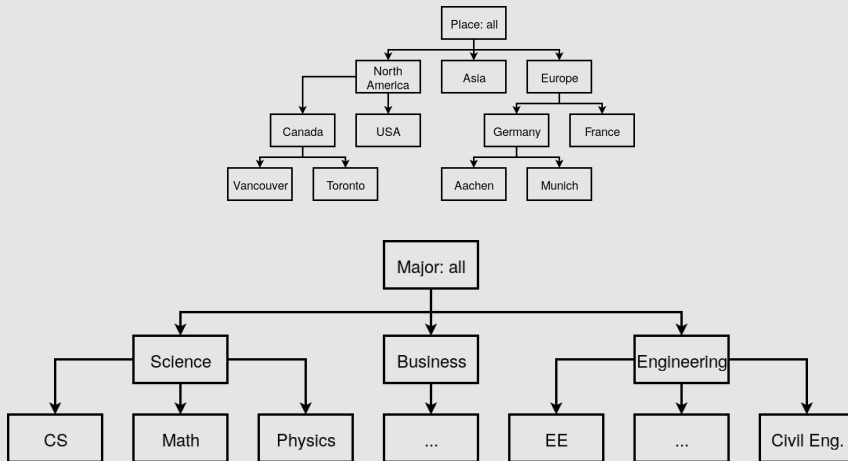 Place: all
North
America
Asia
Europe
Canada
USA
Germany
France
Vancouver
Toronto
Aachen
Munich
Major: all
Science
Business
Engineering
CS
Math
Physics
...
EE
...
Civil Eng.